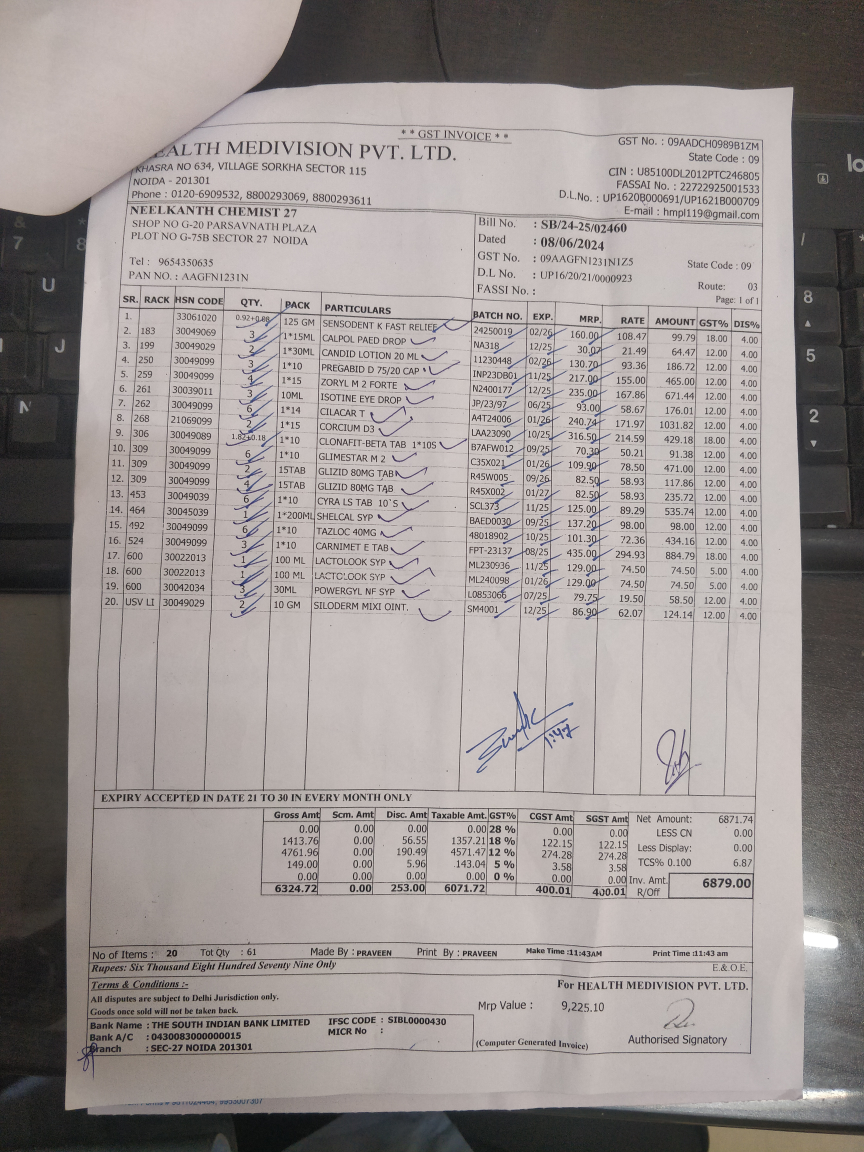 ** GST INVOICE **
EALTH MEDIVISION PVT. LTD.
KHASRA NO 634, VILLAGE SORKHA SECTOR 115
NOIDA - 201301
Phone : 0120-6909532, 8800293069, 8800293611
GST No. : 09AADCH0989B1ZM
State Code : 09
CIN : U85100DL2012PTC246805
FASSAI No. : 22722925001533
D.L.No. : UP1620B000691/UP1621B000709
E-mail : hmpl119@gmail.com
NEELKANTH CHEMIST 27
SHOP NO G-20 PARSAVNATH PLAZA
PLOT NO G-75B SECTOR 27 NOIDA
Tel : 9654350635
PAN NO. : AAGFN1231N
Bill No. : SB/24-25/02460
Dated : 08/06/2024
GST No. : 09AAGFN1231N1Z5 State Code : 09
D.L No. : UP16/20/21/0000923
FASSI No. : Route: 03
Page: 1 of 1
SR. RACK HSN CODE QTY. PACK PARTICULARS BATCH NO. EXP. MRP. RATE AMOUNT GST% DIS%
1. 33061020 0.92+0.08 125 GM SENSODENT K FAST RELIEF 24250019 02/26 160.00 108.47 99.79 18.00 4.00
2. 183 30049069 3 1*15ML CALPOL PAED DROP NA318 12/25 30.07 21.49 64.47 12.00 4.00
3. 199 30049029 2 1*30ML CANDID LOTION 20 ML 11230448 02/26 130.70 93.36 186.72 12.00 4.00
4. 250 30049099 3 1*10 PREGABID D 75/20 CAP INP23DB01 11/25 217.00 155.00 465.00 12.00 4.00
5. 259 30049099 4 1*15 ZORYL M 2 FORTE N2400177 12/25 235.00 167.86 671.44 12.00 4.00
6. 261 30039011 3 10ML ISOTINE EYE DROP JP/23/97 06/25 93.00 58.67 176.01 12.00 4.00
7. 262 30049099 6 1*14 CILACAR T A4T24006 01/26 240.74 171.97 1031.82 12.00 4.00
8. 268 21069099 2 1*15 CORCIUM D3 LAA23090 10/25 316.50 214.59 429.18 18.00 4.00
9. 306 30049089 1.82+0.18 1*10 CLONAFIT-BETA TAB 1*10S B7AFW012 09/25 70.30 50.21 91.38 12.00 4.00
10. 309 30049099 6 1*10 GLIMESTAR M 2 C35X021 01/26 109.90 78.50 471.00 12.00 4.00
11. 309 30049099 2 15TAB GLIZID 80MG TAB R45W005 09/26 82.50 58.93 117.86 12.00 4.00
12. 309 30049099 4 15TAB GLIZID 80MG TAB R45X002 01/27 82.50 58.93 235.72 12.00 4.00
13. 453 30049039 6 1*10 CYRA LS TAB 10`S SCL373 11/25 125.00 89.29 535.74 12.00 4.00
14. 464 30045039 1 1*200ML SHELCAL SYP BAED0030 09/25 137.20 98.00 98.00 12.00 4.00
15. 492 30049099 6 1*10 TAZLOC 40MG 48018902 10/25 101.30 72.36 434.16 12.00 4.00
16. 524 30049099 3 1*10 CARNIMET E TAB FPT-23137 08/25 435.00 294.93 884.79 18.00 4.00
17. 600 30022013 1 100 ML LACTOLOOK SYP ML230936 11/25 129.00 74.50 74.50 5.00 4.00
18. 600 30022013 1 100 ML LACTOLOOK SYP ML240098 01/26 129.00 74.50 74.50 5.00 4.00
19. 600 30042034 3 30ML POWERGYL NF SYP L0853066 07/25 79.75 19.50 58.50 12.00 4.00
20. USV LI 30049029 2 10 GM SILODERM MIXI OINT. SM4001 12/25 86.90 62.07 124.14 12.00 4.00
EXPIRY ACCEPTED IN DATE 21 TO 30 IN EVERY MONTH ONLY
Gross Amt Scm. Amt Disc. Amt Taxable Amt. GST% CGST Amt SGST Amt
0.00 0.00 0.00 0.00 28 % 0.00 0.00
1413.76 0.00 56.55 1357.21 18 % 122.15 122.15
4761.96 0.00 190.49 4571.47 12 % 274.28 274.28
149.00 0.00 5.96 143.04 5 % 3.58 3.58
0.00 0.00 0.00 0.00 0 % 0.00 0.00
6324.72 0.00 253.00 6071.72 400.01 400.01
Net Amount: 6871.74
LESS CN 0.00
Less Display: 0.00
TCS% 0.100 6.87
Inv. Amt. 6879.00
R/Off
No of Items : 20 Tot Qty : 61 Made By : PRAVEEN Print By : PRAVEEN Make Time :11:43AM Print Time :11:43 am
Rupees: Six Thousand Eight Hundred Seventy Nine Only E.& O.E.
Terms & Conditions :-
All disputes are subject to Delhi Jurisdiction only.
Goods once sold will not be taken back.
Bank Name : THE SOUTH INDIAN BANK LIMITED IFSC CODE : SIBL0000430
Bank A/C : 0430083000000015 MICR No :
Branch : SEC-27 NOIDA 201301
For HEALTH MEDIVISION PVT. LTD.
Mrp Value : 9,225.10
(Computer Generated Invoice)
Authorised Signatory